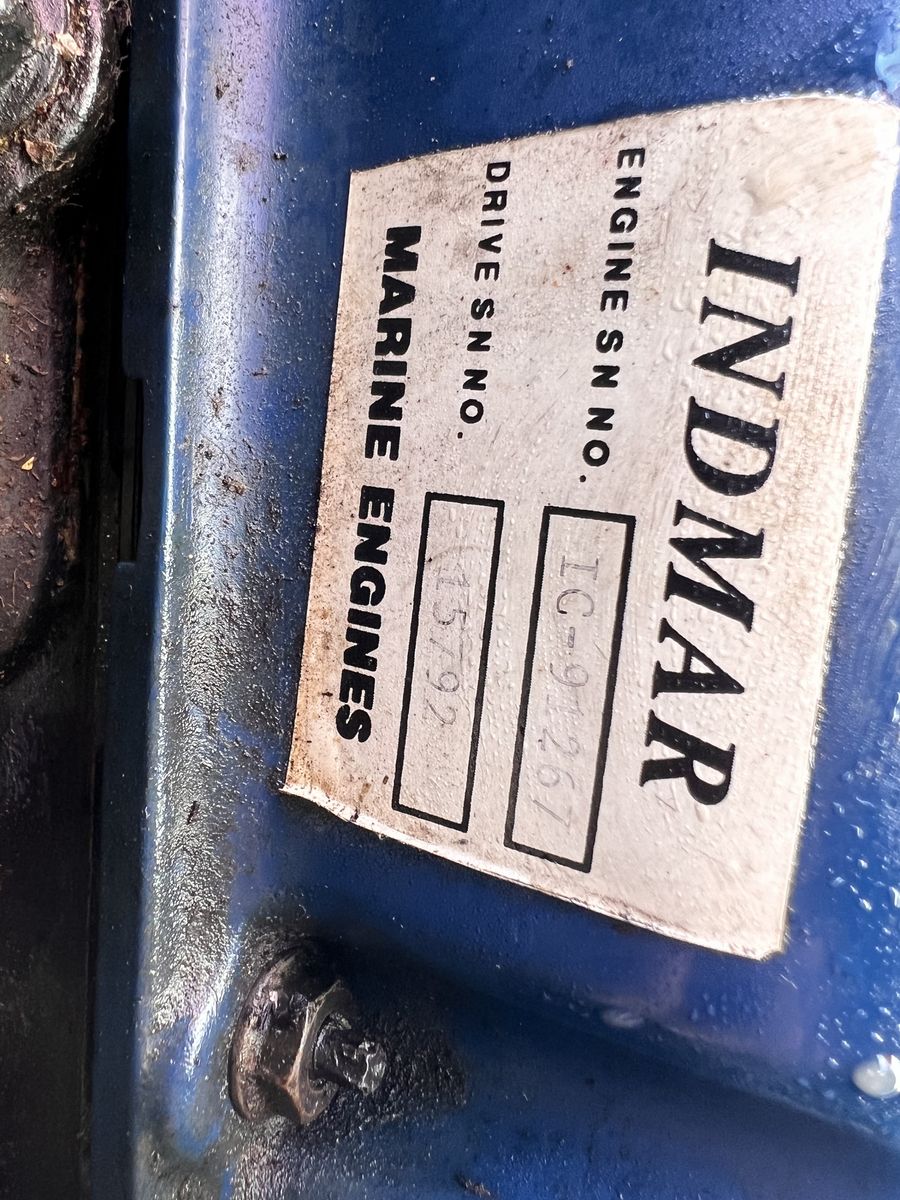 INDMAR
ENGINE SN NO. IC-91267
DRIVE SN NO. 15792
MARINE ENGINES